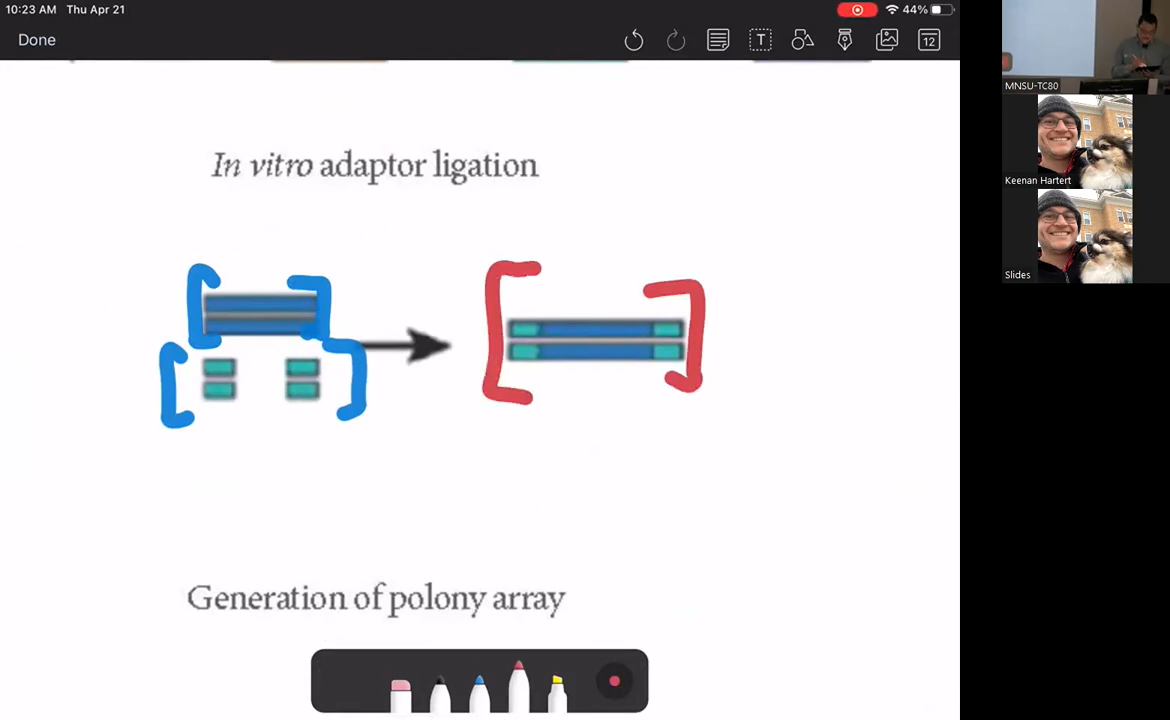 10:23 AM Thu Apr 21
44%
Done
T
12
In vitro adaptor ligation
Generation of polony array
MNSU-TC80
Keenan Hartert
Slides